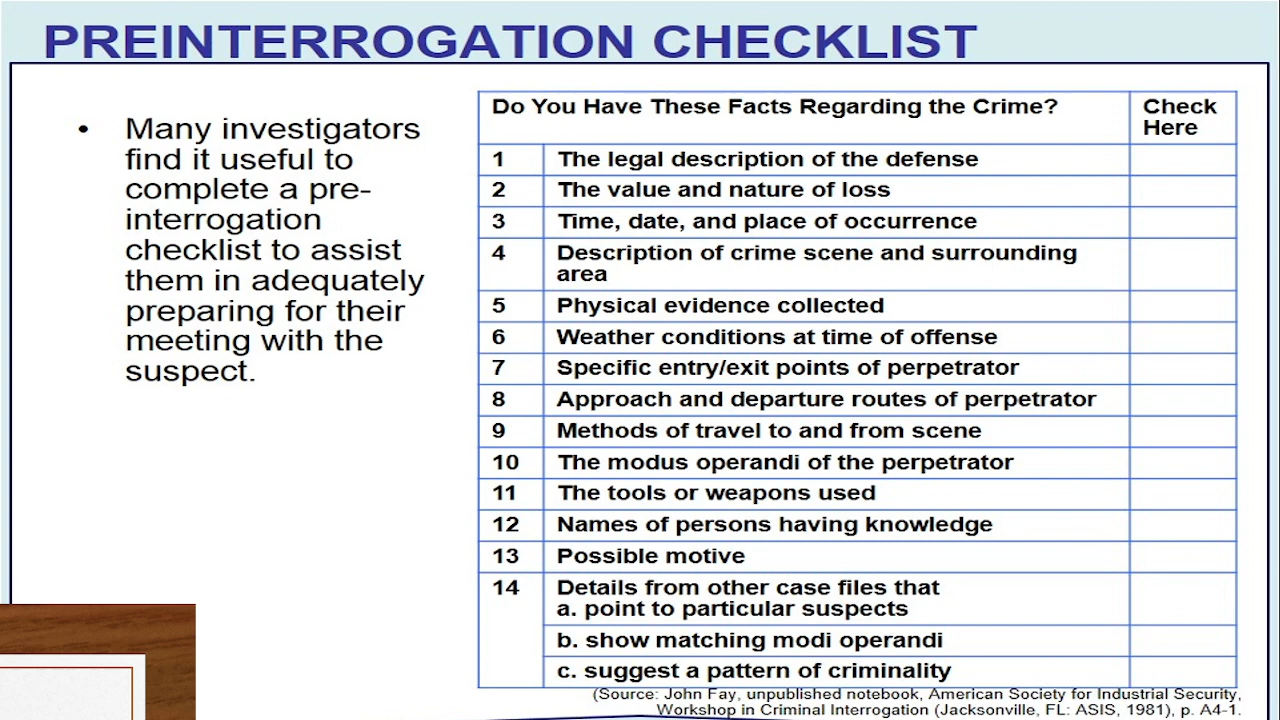 PREINTERROGATION CHECKLIST
• Many investigators
find it useful to
complete a pre-
interrogation
checklist to assist
them in adequately
preparing for their
meeting with the
suspect.
Do You Have These Facts Regarding the Crime? Check
Here
1 The legal description of the defense
2 The value and nature of loss
3 Time, date, and place of occurrence
4 Description of crime scene and surrounding
area
5 Physical evidence collected
6 Weather conditions at time of offense
7 Specific entry/exit points of perpetrator
8 Approach and departure routes of perpetrator
9 Methods of travel to and from scene
10 The modus operandi of the perpetrator
11 The tools or weapons used
12 Names of persons having knowledge
13 Possible motive
14 Details from other case files that
a. point to particular suspects
b. show matching modi operandi
c. suggest a pattern of criminality
(Source: John Fay, unpublished notebook, American Society for Industrial Security,
Workshop in Criminal Interrogation (Jacksonville, FL: ASIS, 1981), p. A4-1.